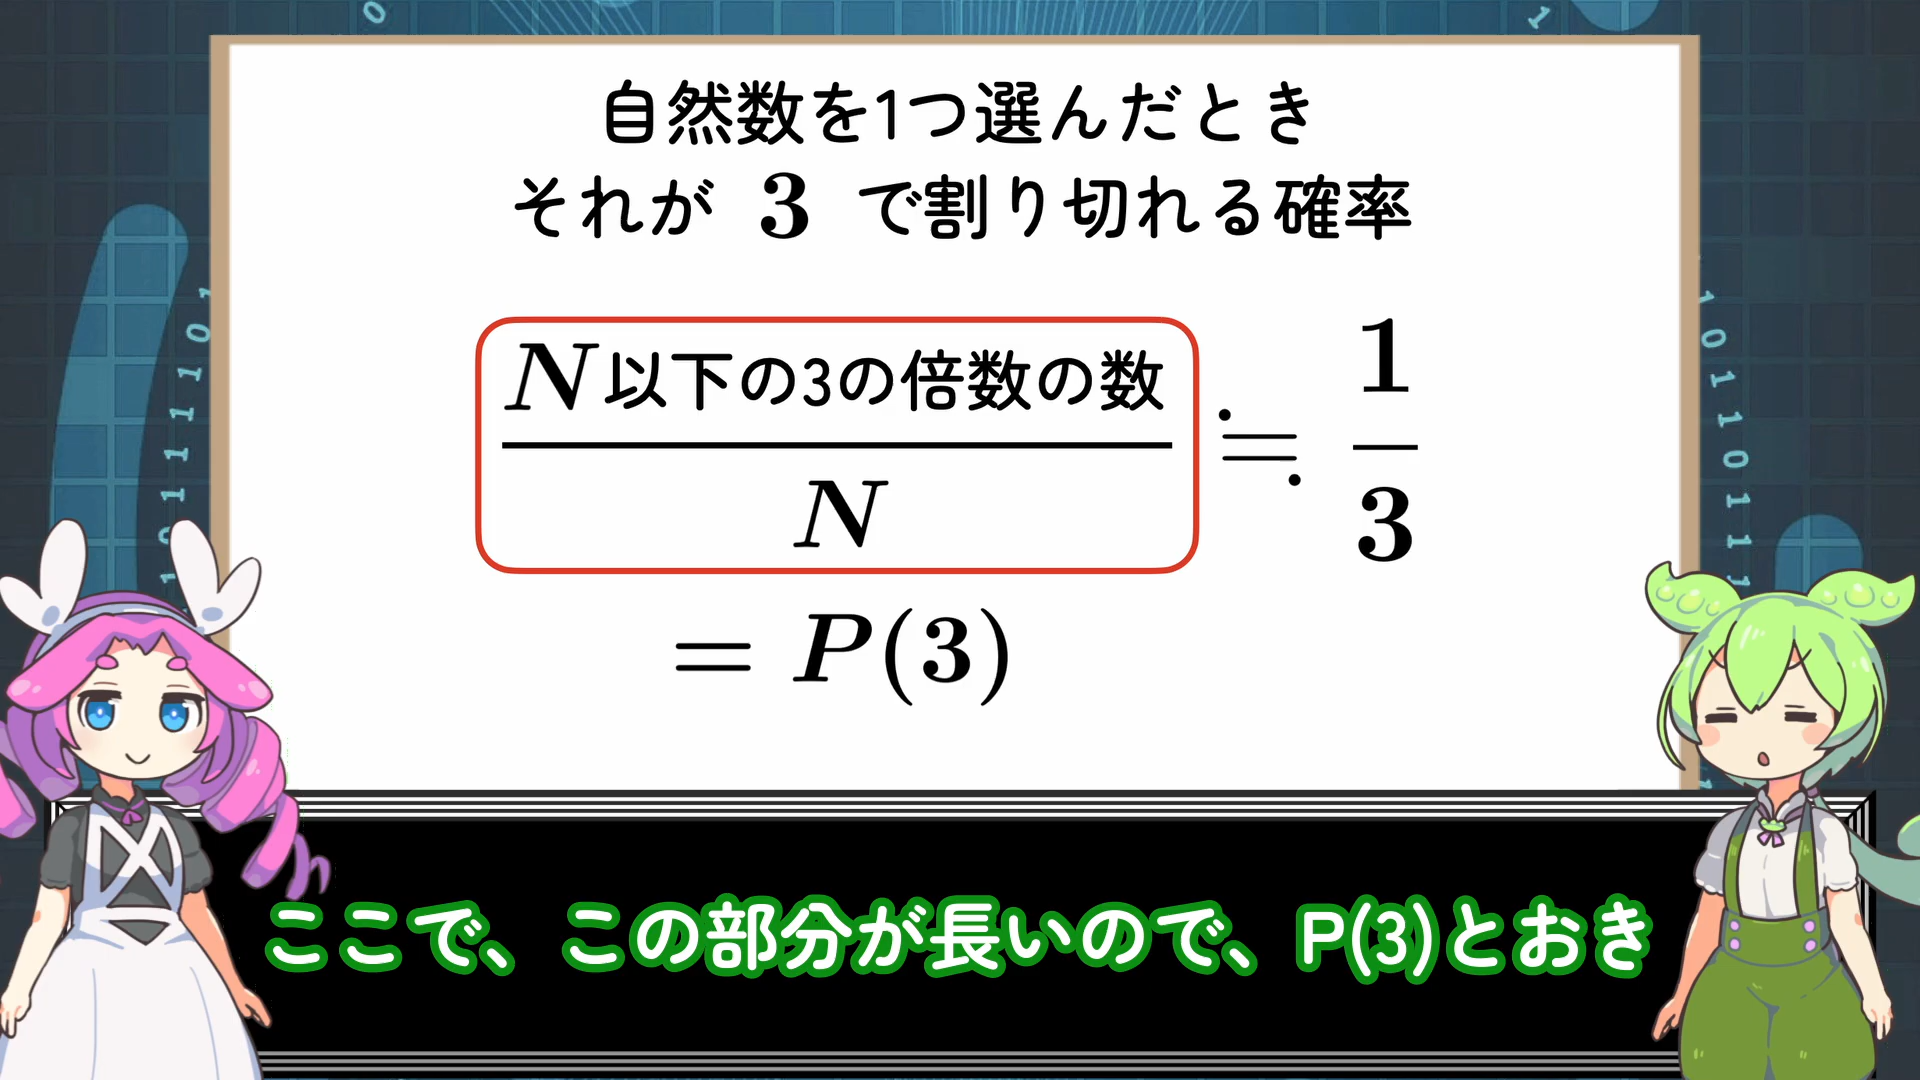 自然数を1つ選んだとき
それが 3 で割り切れる確率
N以下の3の倍数の数
N
≒
1
3
= P(3)
ここで、この部分が長いので、P(3)とおき